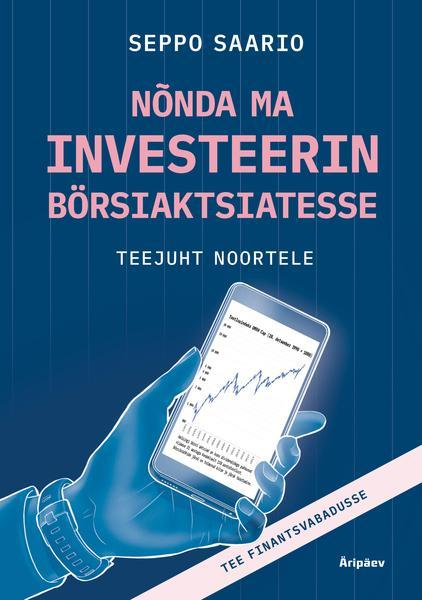 SEPPO SAARIO
NÕNDA MA
INVESTEERIN
BÖRSIAKTSIATESSE
TEEJUHT NOORTELE
TEE FINANTSVABADUSSE
Äripäev